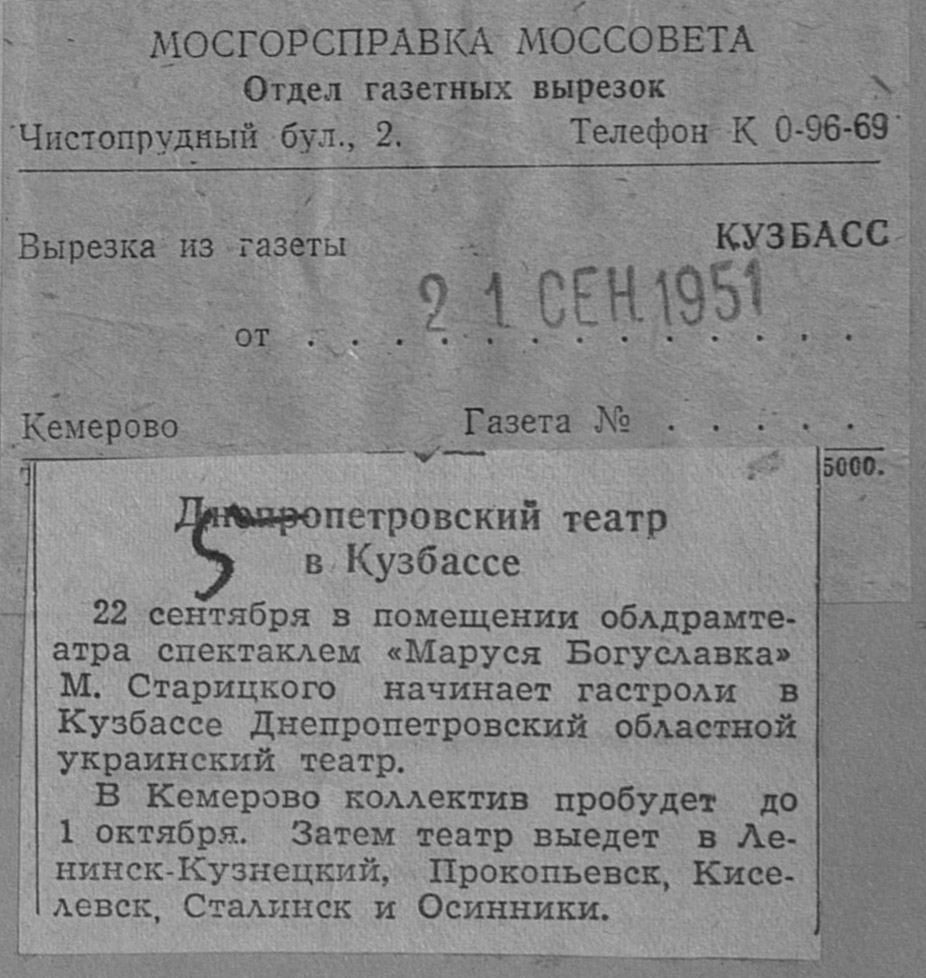 МОСГОРСПРАВКА МОССОВЕТА
Отдел газетных вырезок
Чистопрудный бул., 2. Телефон К 0-96-69
Вырезка из газеты КУЗБАСС
21 СЕН. 1951
от . . . . . . . . . . . . .
Кемерово Газета № . . . . .
5000.
Днепропетровский театр
в Кузбассе
5
22 сентября в помещении облдрамте-
атра спектаклем «Маруся Богуславка»
М. Старицкого начинает гастроли в
Кузбассе Днепропетровский областной
украинский театр.
В Кемерово коллектив пробудет до
1 октября. Затем театр выедет в Ле-
нинск-Кузнецкий, Прокопьевск, Кисе-
левск, Сталинск и Осинники.